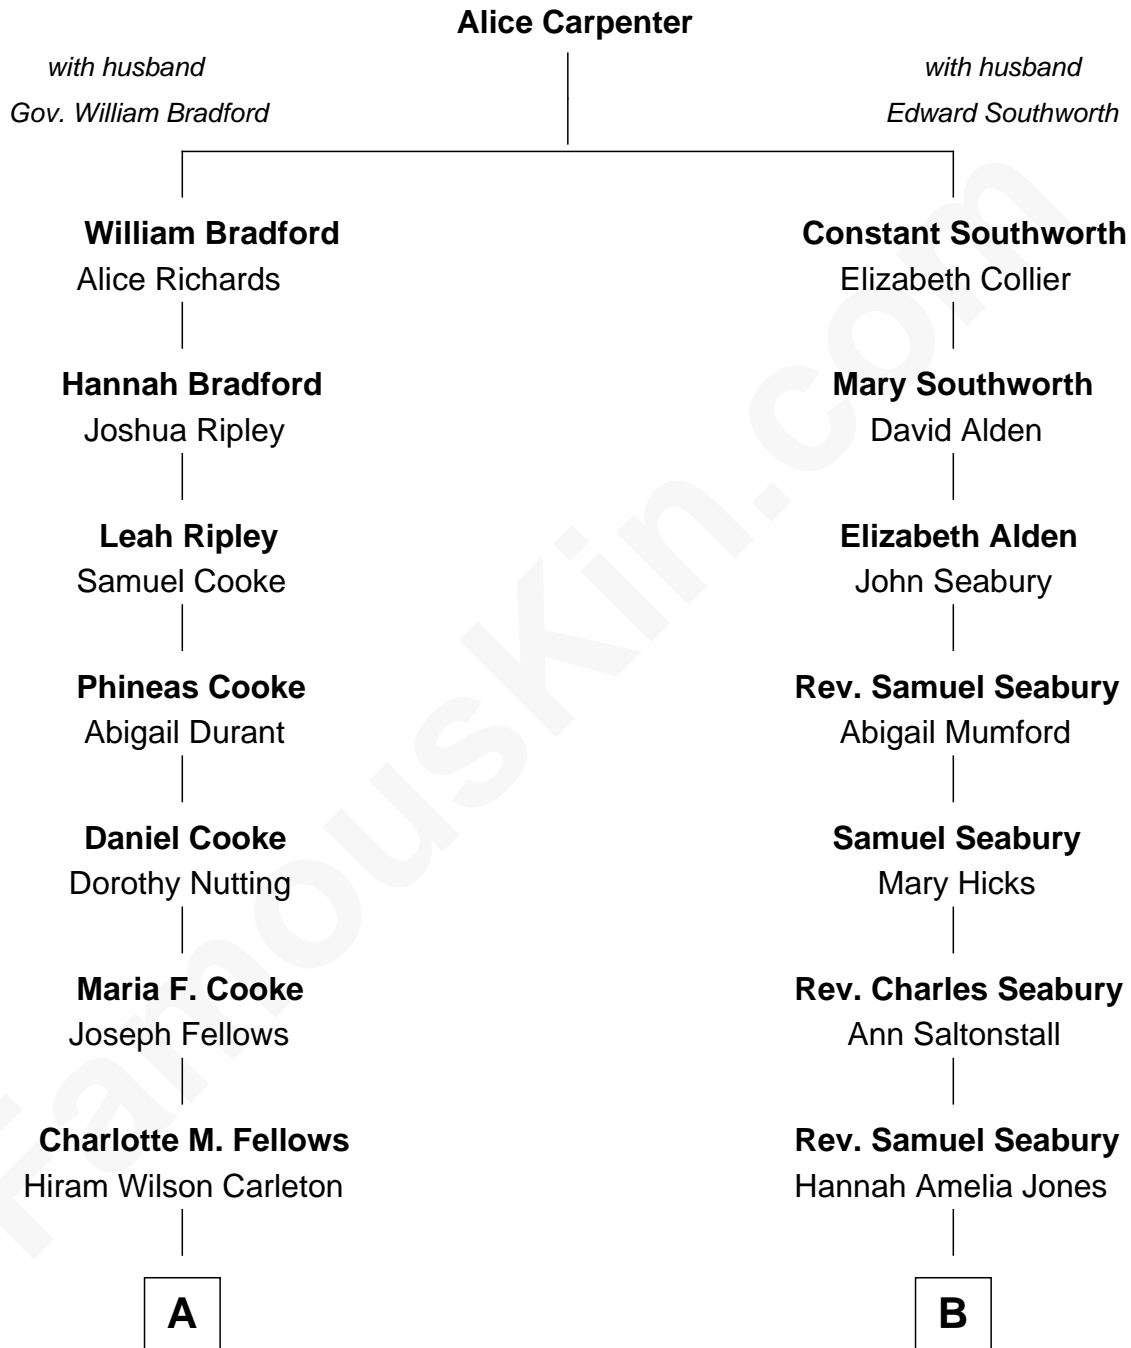 Alice Carpenter
with husband
Gov. William Bradford
with husband
Edward Southworth
William Bradford
Alice Richards
Constant Southworth
Elizabeth Collier
Hannah Bradford
Joshua Ripley
Mary Southworth
David Alden
Leah Ripley
Samuel Cooke
Elizabeth Alden
John Seabury
Phineas Cooke
Abigail Durant
Rev. Samuel Seabury
Abigail Mumford
Daniel Cooke
Dorothy Nutting
Samuel Seabury
Mary Hicks
Maria F. Cooke
Joseph Fellows
Rev. Charles Seabury
Ann Saltonstall
Charlotte M. Fellows
Hiram Wilson Carleton
Rev. Samuel Seabury
Hannah Amelia Jones
A
B
FamousKin.com